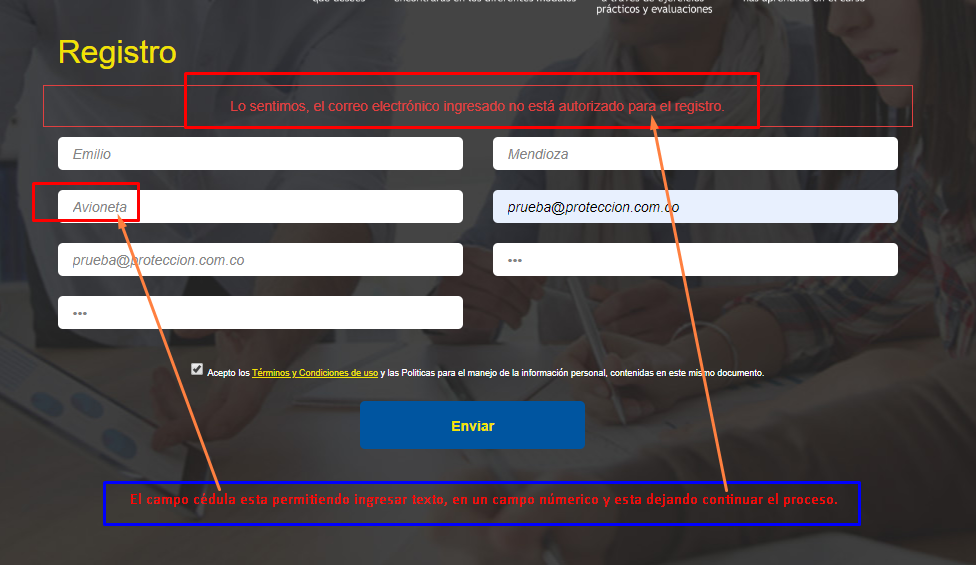 prácticos y evaluaciones
Registro
Lo sentimos, el correo electrónico ingresado no está autorizado para el registro.
Emilio
Mendoza
Avioneta
prueba@proteccion.com.co
prueba@proteccion.com.co
•••
•••
Acepto los Términos y Condiciones de uso y las Politicas para el manejo de la información personal, contenidas en este mismo documento.
Enviar
El campo cédula esta permitiendo ingresar texto, en un campo númerico y esta dejando continuar el proceso.